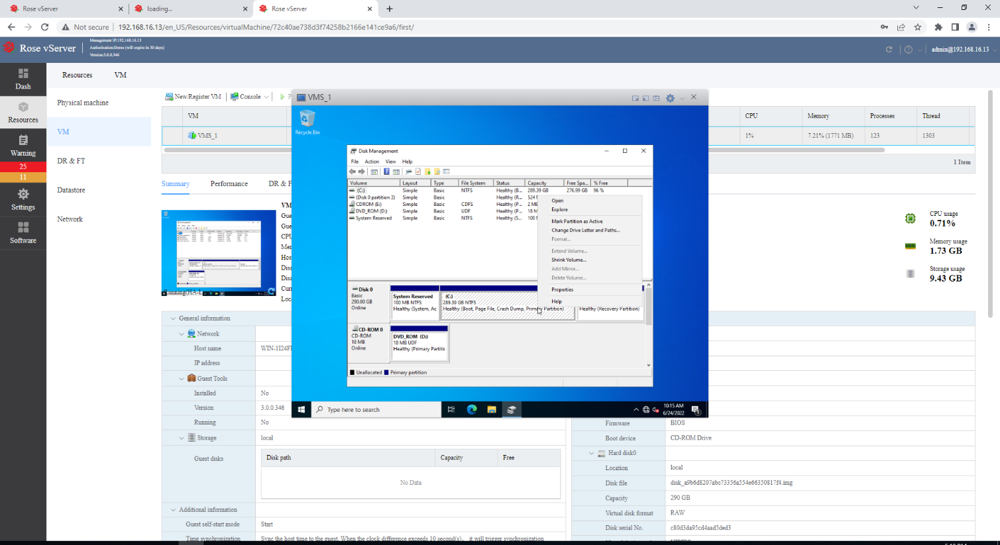 Rose vServer
loading...
Rose vServer
Not secure
192.168.16.13/en_US/Resources/virtualMachine/72c40ae738d3f74258b2166e141ce9a6/first/
Rose vServer
Management IP:192.168.16.13
Authorization:Demo (will expire in 30 days)
Version:3.0.0.346
admin@192.168.16.13
Dash
Resources
Warning
25
11
Settings
Software
Resources VM
Physical machine
VM
DR & FT
Datastore
Network
New/Register VM
Console
VM
CPU
Memory
Processes
Thread
VMS_1
1%
7.21% (1771 MB)
123
1303
1 Item
Summary
Performance
DR & F
CPU usage
0.71%
Memory usage
1.73 GB
Storage usage
9.43 GB
VMS_1
Recycle Bin
Disk Management
File Action View Help
Volume Layout Type File System Status Capacity Free Spa... % Free
(C:) Simple Basic NTFS Healthy (B... 289.39 GB 276.99 GB 96 %
(Disk 0 partition 3) Simple Basic Healthy (R... 524
CDROM (E:) Simple Basic CDFS Healthy (P... 2 ME
DVD_ROM (D:) Simple Basic UDF Healthy (P... 18 M
System Reserved Simple Basic NTFS Healthy (S... 100
Open
Explore
Mark Partition as Active
Change Drive Letter and Paths...
Format...
Extend Volume...
Shrink Volume...
Add Mirror...
Delete Volume...
Properties
Help
Disk 0
Basic
290.00 GB
Online
System Reserved
100 MB NTFS
Healthy (System, Ac
(C:)
289.39 GB NTFS
Healthy (Boot, Page File, Crash Dump, Primary Partition)
Healthy (Recovery Partition)
CD-ROM 0
CD-ROM
18 MB
Online
DVD_ROM (D:)
18 MB UDF
Healthy (Primary Partitic
Unallocated
Primary partition
Type here to search
10:15 AM
6/24/2022
General information
Network
Host name
IP address
Guest Tools
Installed No
Version 3.0.0.346
Running No
Storage local
Guest disks
Disk path Capacity Free
No Data
Additional information
Guest self-start mode Start
Time synchronization Sync the host time to the guest. When the clock difference exceeds 10 second(s), it will trigger synchronization
Firmware BIOS
Boot device CD-ROM Drive
Hard disk0
Location local
Disk file disk_a9b6d8207abc73356a554e66350817f4.img
Capacity 290 GB
Virtual disk format RAW
Disk serial No. c80d3da95cd4aad5ded3